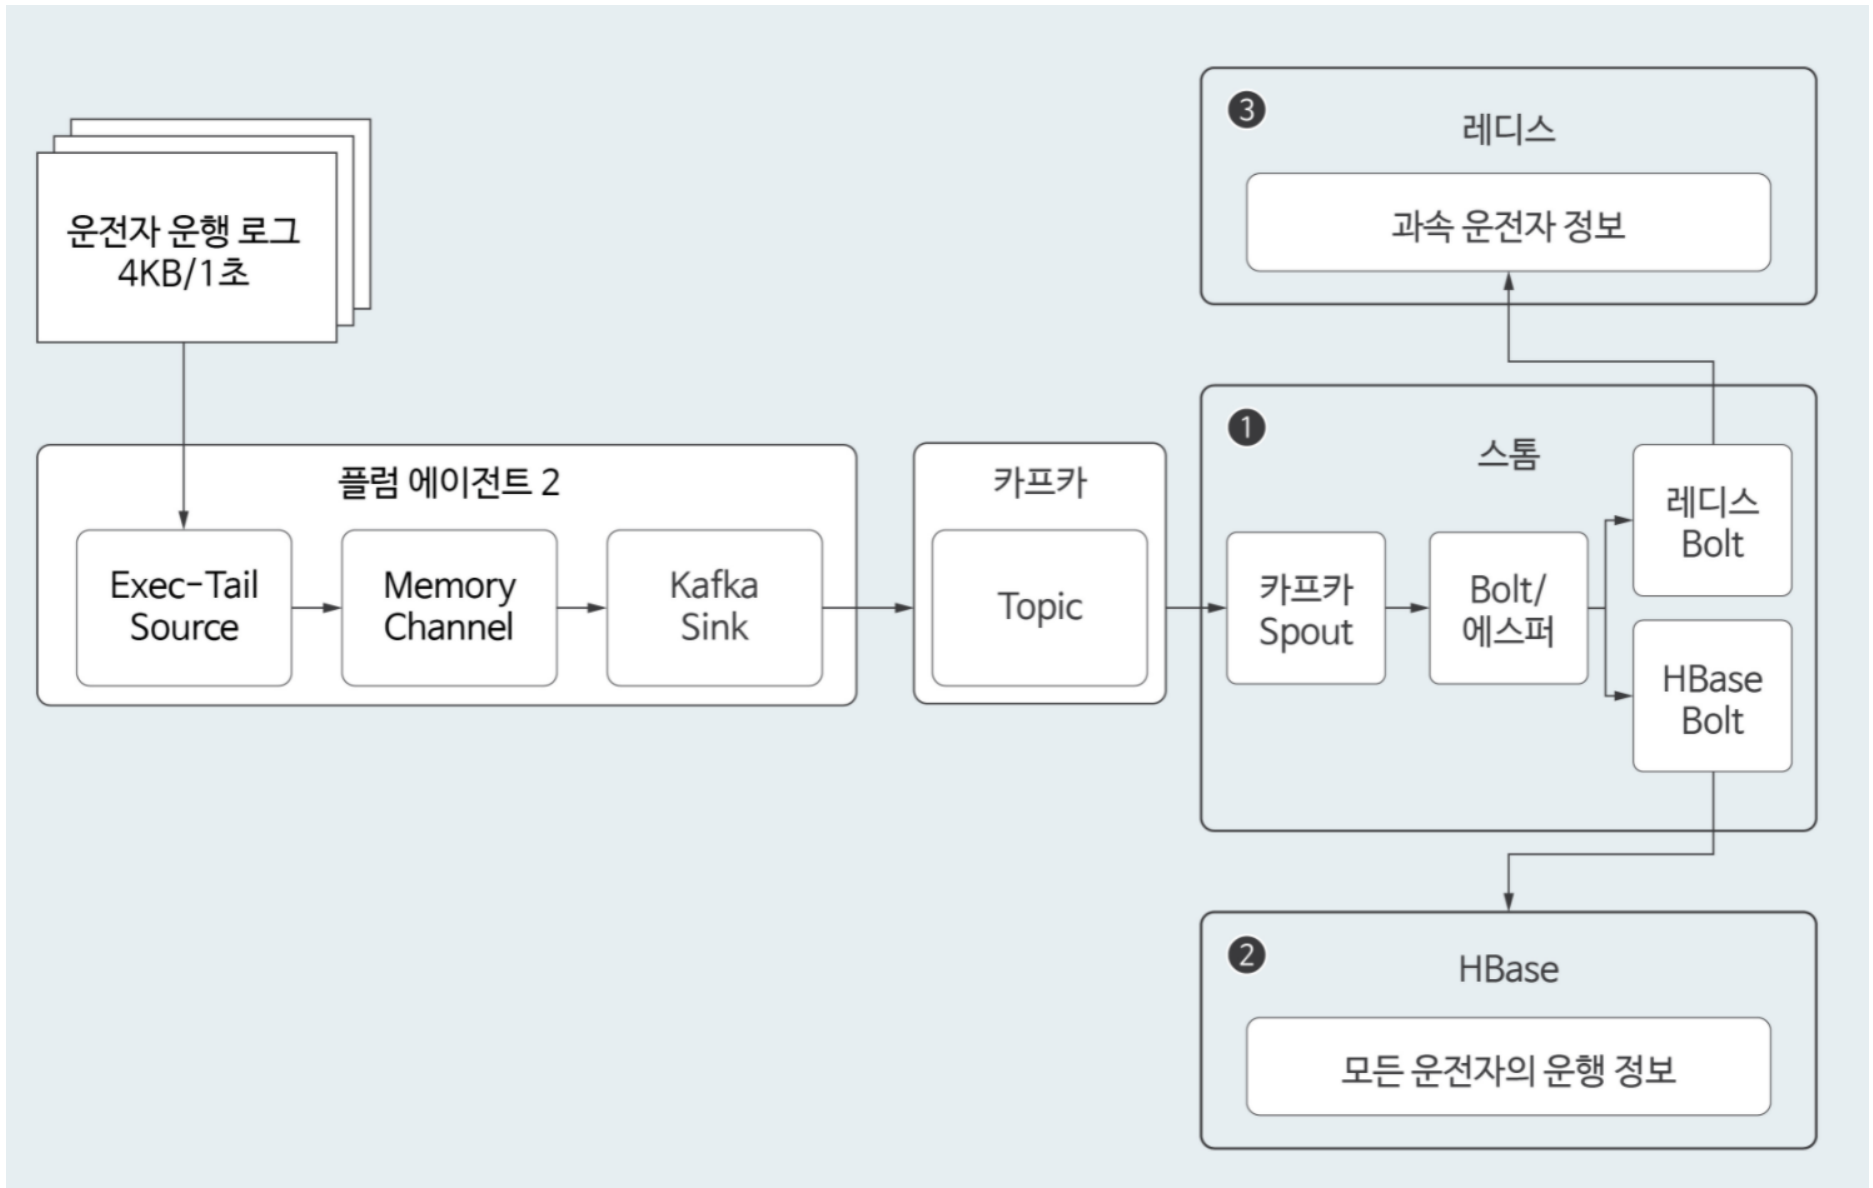 운전자 운행 로그
4KB/1초
플럼 에이전트 2
Exec-Tail
Source
Memory
Channel
Kafka
Sink
카프카
Topic
❶
스톰
카프카
Spout
Bolt/
에스퍼
레디스
Bolt
HBase
Bolt
❸
레디스
과속 운전자 정보
❷
HBase
모든 운전자의 운행 정보